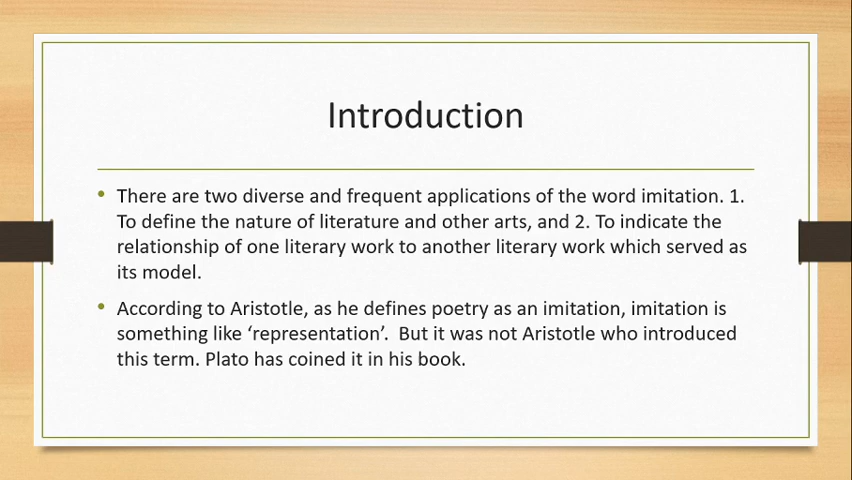 Introduction
• There are two diverse and frequent applications of the word imitation. 1.
To define the nature of literature and other arts, and 2. To indicate the
relationship of one literary work to another literary work which served as
its model.
• According to Aristotle, as he defines poetry as an imitation, imitation is
something like ‘representation’.  But it was not Aristotle who introduced
this term. Plato has coined it in his book.